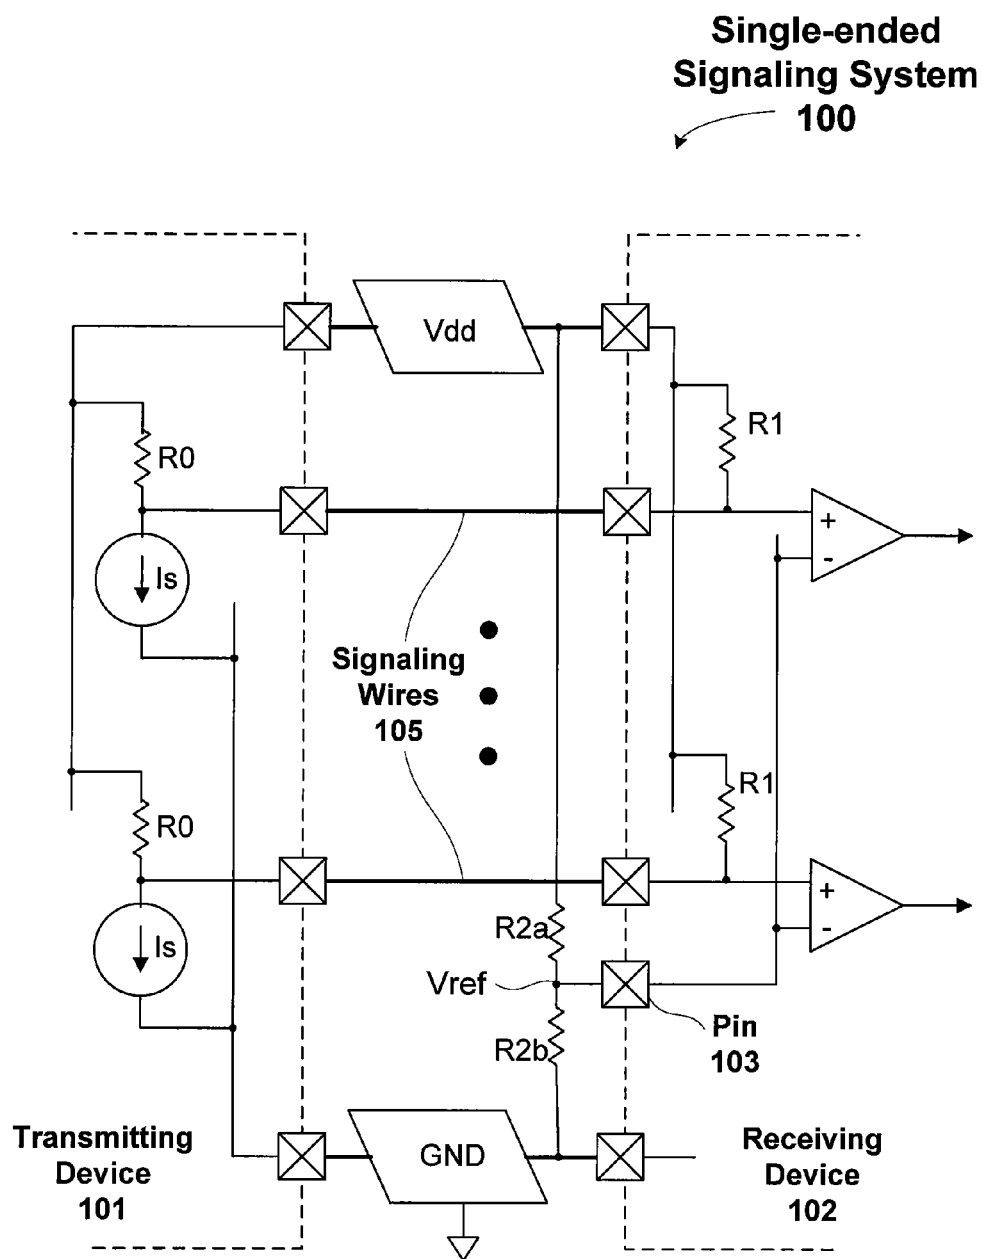 Single-ended
Signaling System
100
Vdd
R0
R1
+
-
Is
Signaling
Wires
105
R0
R1
+
-
Is
R2a
Vref
Pin
103
R2b
Transmitting
Device
101
GND
Receiving
Device
102